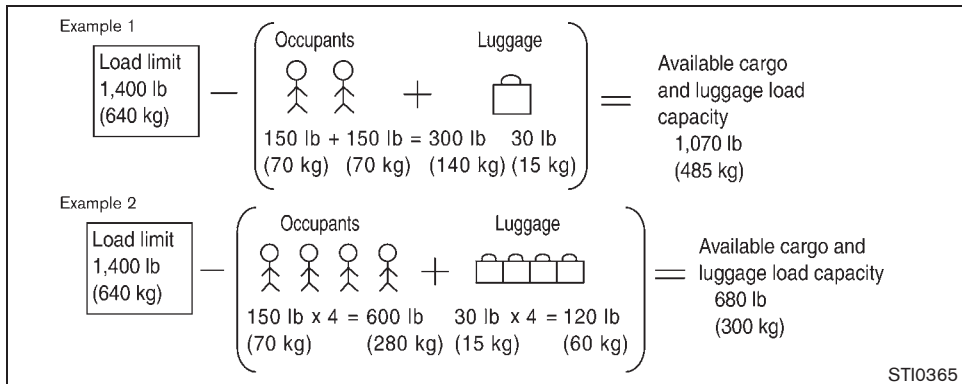 Example 1
Load limit
1,400 lb
(640 kg)
Occupants
Luggage
150 lb + 150 lb = 300 lb 30 lb
(70 kg) (70 kg) (140 kg) (15 kg)
Available cargo
and luggage load
capacity
1,070 lb
(485 kg)
Example 2
Load limit
1,400 lb
(640 kg)
Occupants
Luggage
150 lb x 4 = 600 lb 30 lb x 4 = 120 lb
(70 kg) (280 kg) (15 kg) (60 kg)
Available cargo and
luggage load capacity
680 lb
(300 kg)
STI0365